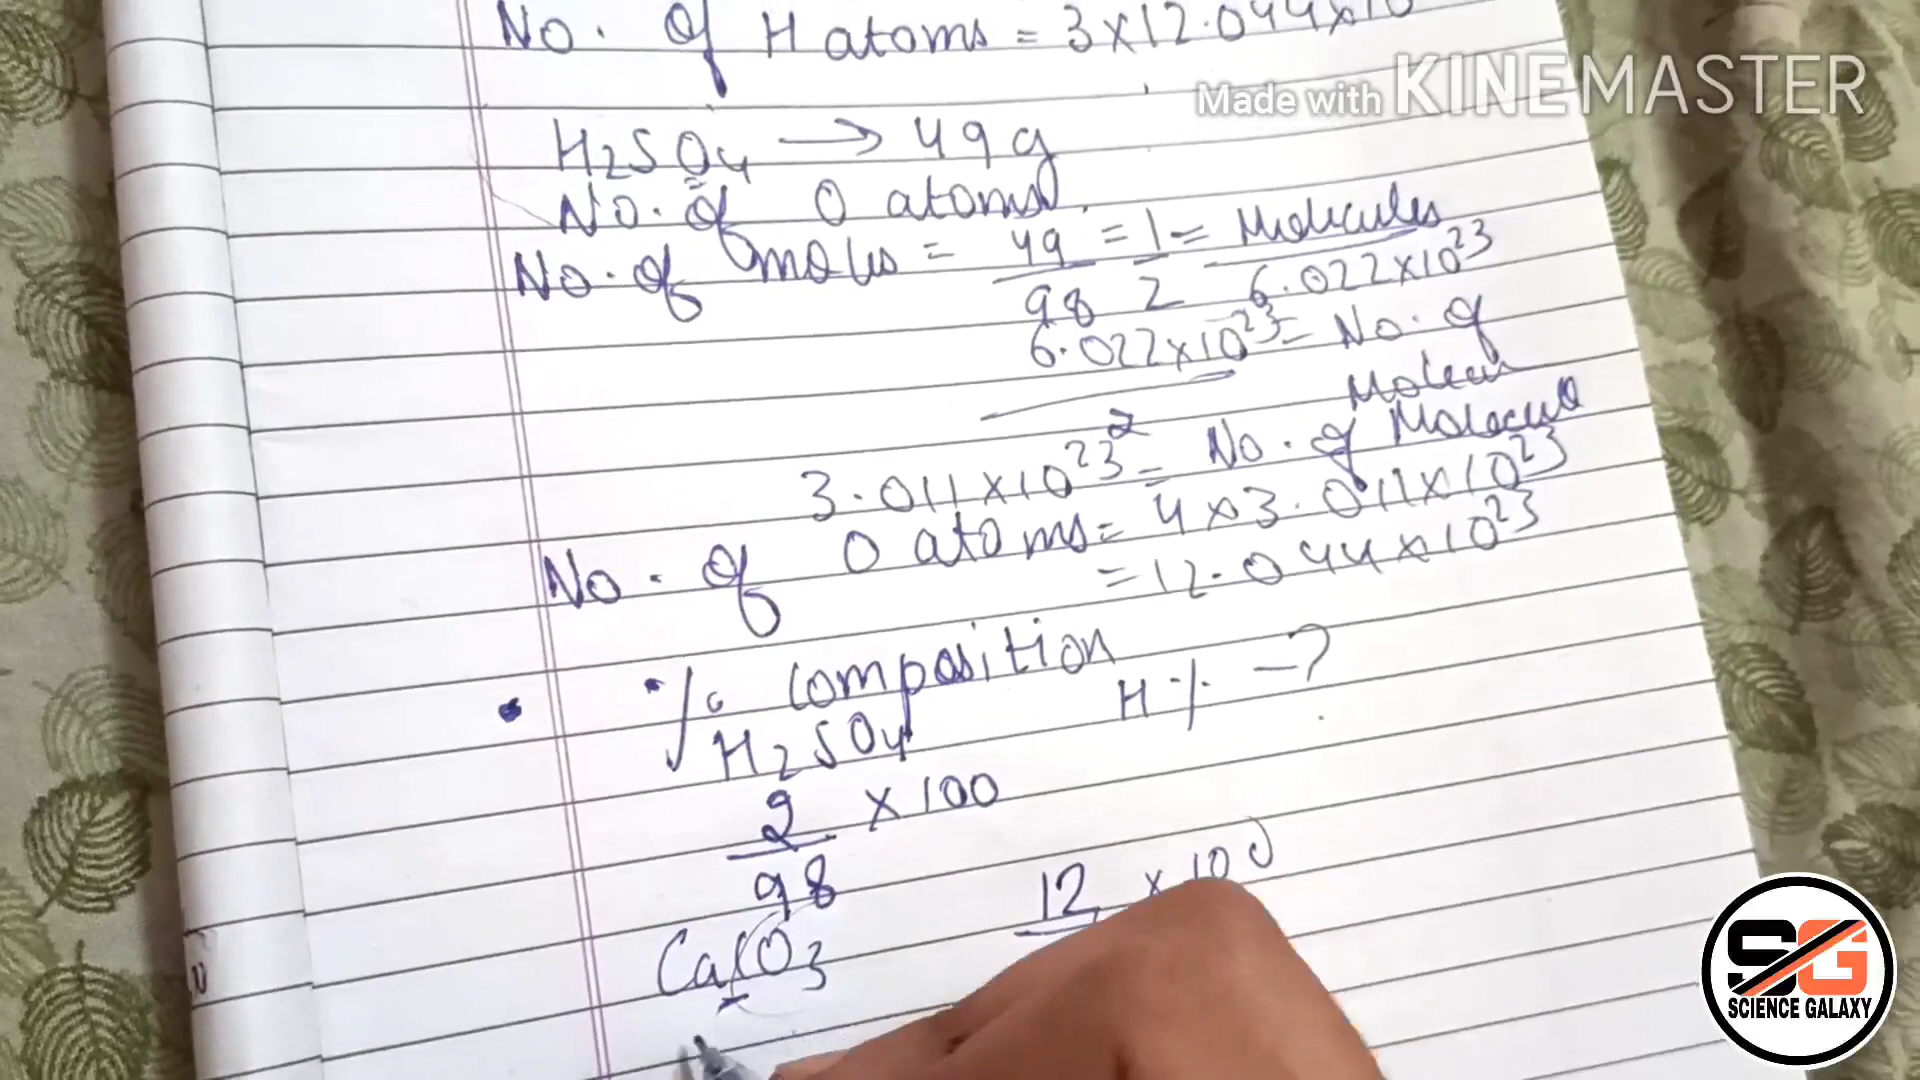 No. of H atoms = 3×12.044×10
Made with KINEMASTER
H2SO4 → 49 g
No. of O atoms
No. of moles = 49/98 = 1/2 = Molecules/6.022×10^23
6.022×10^23/2 = No. of
Molecu
3.011×10^23 = No. of Molecule
No. of O atoms = 4×3.011×10^23
= 12.044×10^23
• % composition
H2SO4 H% - ?
2/98 × 100
CaCO3 12 × 100
SG
SCIENCE GALAXY